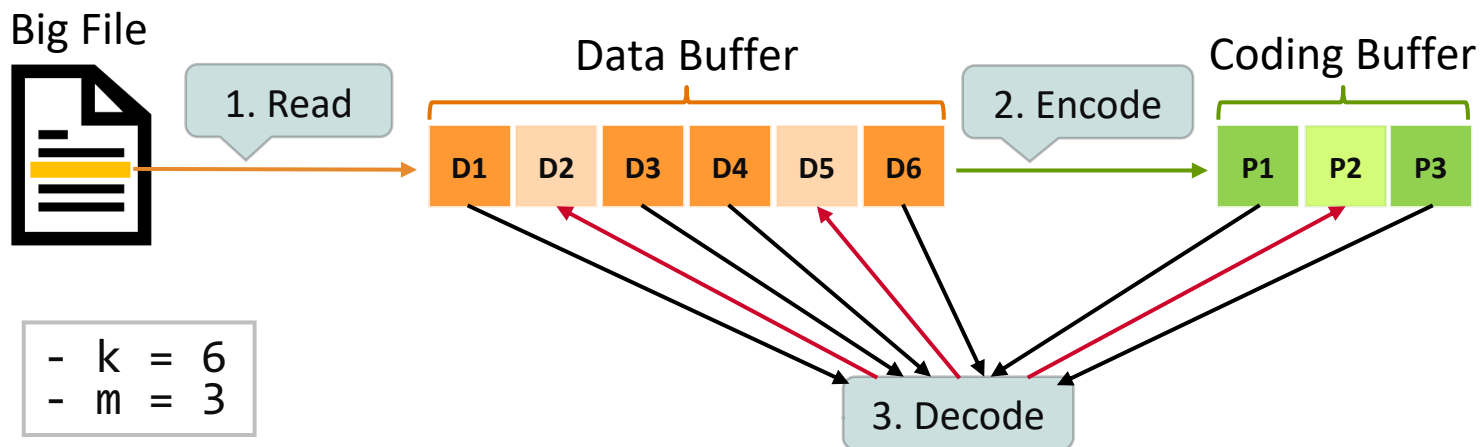 Big File
Data Buffer
Coding Buffer
1. Read
2. Encode
D1 D2 D3 D4 D5 D6
P1 P2 P3
- k = 6
- m = 3
3. Decode